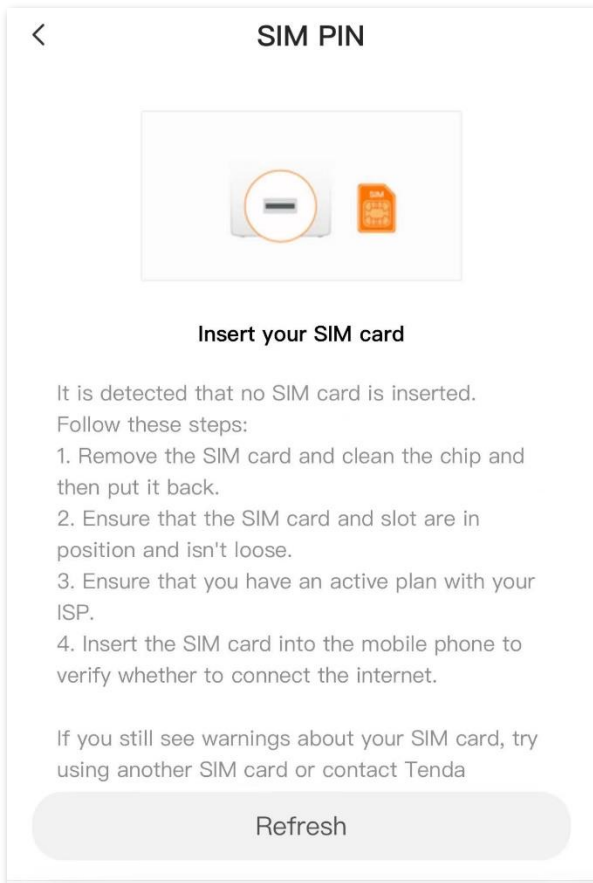 SIM PIN
SIM
Insert your SIM card
It is detected that no SIM card is inserted.
Follow these steps:
1. Remove the SIM card and clean the chip and
then put it back.
2. Ensure that the SIM card and slot are in
position and isn't loose.
3. Ensure that you have an active plan with your
ISP.
4. Insert the SIM card into the mobile phone to
verify whether to connect the internet.
If you still see warnings about your SIM card, try
using another SIM card or contact Tenda
Refresh